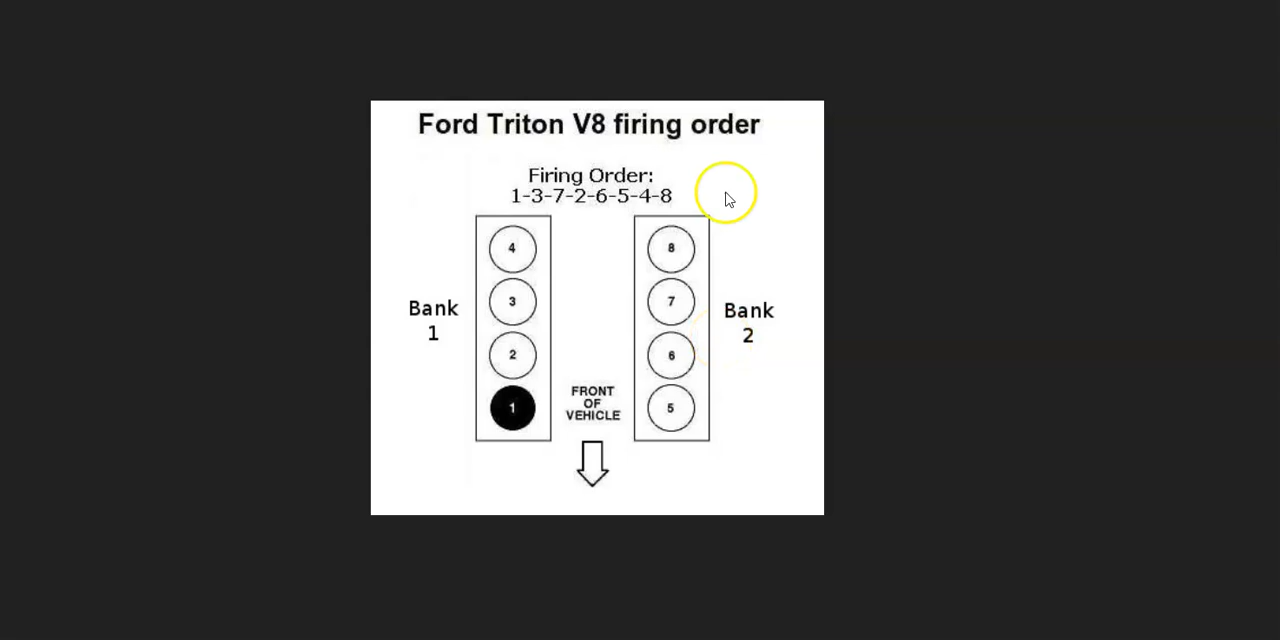 Ford Triton V8 firing order
Firing Order:
1-3-7-2-6-5-4-8
4
8
3
7
Bank
1
Bank
2
2
6
1
FRONT
OF
VEHICLE
5